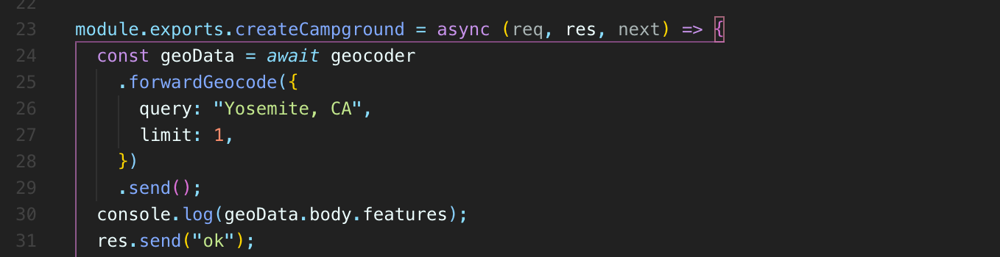 22
23 module.exports.createCampground = async (req, res, next) => {
24 const geoData = await geocoder
25 .forwardGeocode({
26 query: "Yosemite, CA",
27 limit: 1,
28 })
29 .send();
30 console.log(geoData.body.features);
31 res.send("ok");